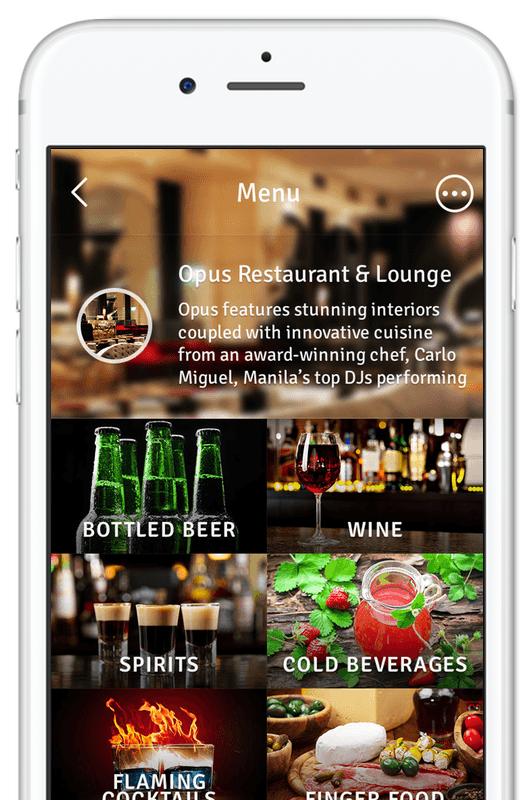 Menu
Opus Restaurant & Lounge
Opus features stunning interiors
coupled with innovative cuisine
from an award-winning chef, Carlo
Miguel, Manila's top DJs performing
BOTTLED BEER
WINE
SPIRITS
COLD BEVERAGES
FLAMING
COCKTAILS
FINGER FOOD